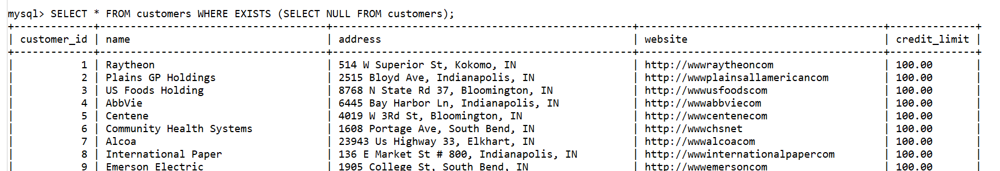 mysql> SELECT * FROM customers WHERE EXISTS (SELECT NULL FROM customers);
+-------------+-------------------------------------+-------------------------------------------------+----------------------------------------+--------------+
| customer_id | name | address | website | credit_limit |
+-------------+-------------------------------------+-------------------------------------------------+----------------------------------------+--------------+
| 1 | Raytheon | 514 W Superior St, Kokomo, IN | http://wwwraytheoncom | 100.00 |
| 2 | Plains GP Holdings | 2515 Bloyd Ave, Indianapolis, IN | http://wwwplainsallamericancom | 100.00 |
| 3 | US Foods Holding | 8768 N State Rd 37, Bloomington, IN | http://wwwusfoodscom | 100.00 |
| 4 | AbbVie | 6445 Bay Harbor Ln, Indianapolis, IN | http://wwwabbviecom | 100.00 |
| 5 | Centene | 4019 W 3Rd St, Bloomington, IN | http://wwwcentenecom | 100.00 |
| 6 | Community Health Systems | 1608 Portage Ave, South Bend, IN | http://wwwchsnet | 100.00 |
| 7 | Alcoa | 23943 Us Highway 33, Elkhart, IN | http://wwwalcoacom | 100.00 |
| 8 | International Paper | 136 E Market St # 800, Indianapolis, IN | http://wwwinternationalpapercom | 100.00 |
| 9 | Emerson Electric | 1905 College St, South Bend, IN | http://wwwemersoncom | 100.00 |